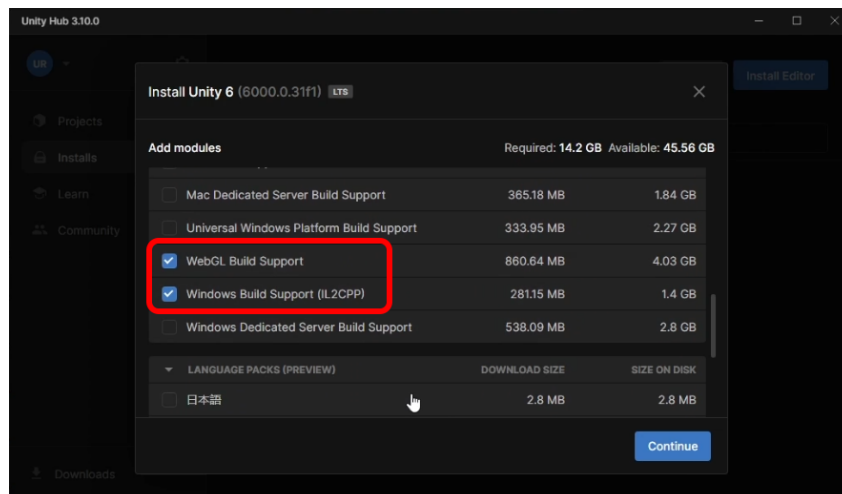 Unity Hub 3.10.0
UR
Install Editor
Install Unity 6 (6000.0.31f1) LTS
Projects
Installs
Learn
Community
Downloads
Add modules Required: 14.2 GB Available: 45.56 GB
Mac Dedicated Server Build Support 365.18 MB 1.84 GB
Universal Windows Platform Build Support 333.95 MB 2.27 GB
WebGL Build Support 860.64 MB 4.03 GB
Windows Build Support (IL2CPP) 281.15 MB 1.4 GB
Windows Dedicated Server Build Support 538.09 MB 2.8 GB
LANGUAGE PACKS (PREVIEW) DOWNLOAD SIZE SIZE ON DISK
日本語 2.8 MB 2.8 MB
Continue